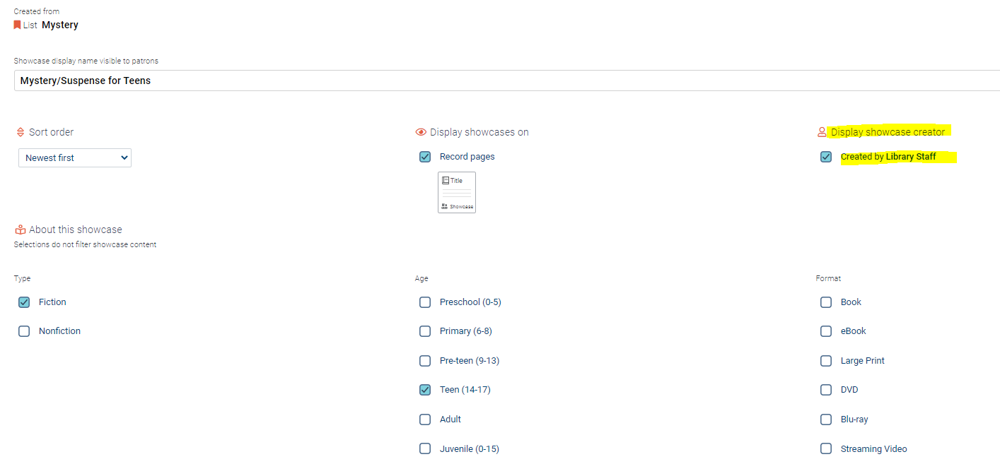 Created from
List Mystery
Showcase display name visible to patrons
Mystery/Suspense for Teens
Sort order
Newest first
Display showcases on
Record pages
Title
Showcase
Display showcase creator
Created by Library Staff
About this showcase
Selections do not filter showcase content
Type
Fiction
Nonfiction
Age
Preschool (0-5)
Primary (6-8)
Pre-teen (9-13)
Teen (14-17)
Adult
Juvenile (0-15)
Format
Book
eBook
Large Print
DVD
Blu-ray
Streaming Video